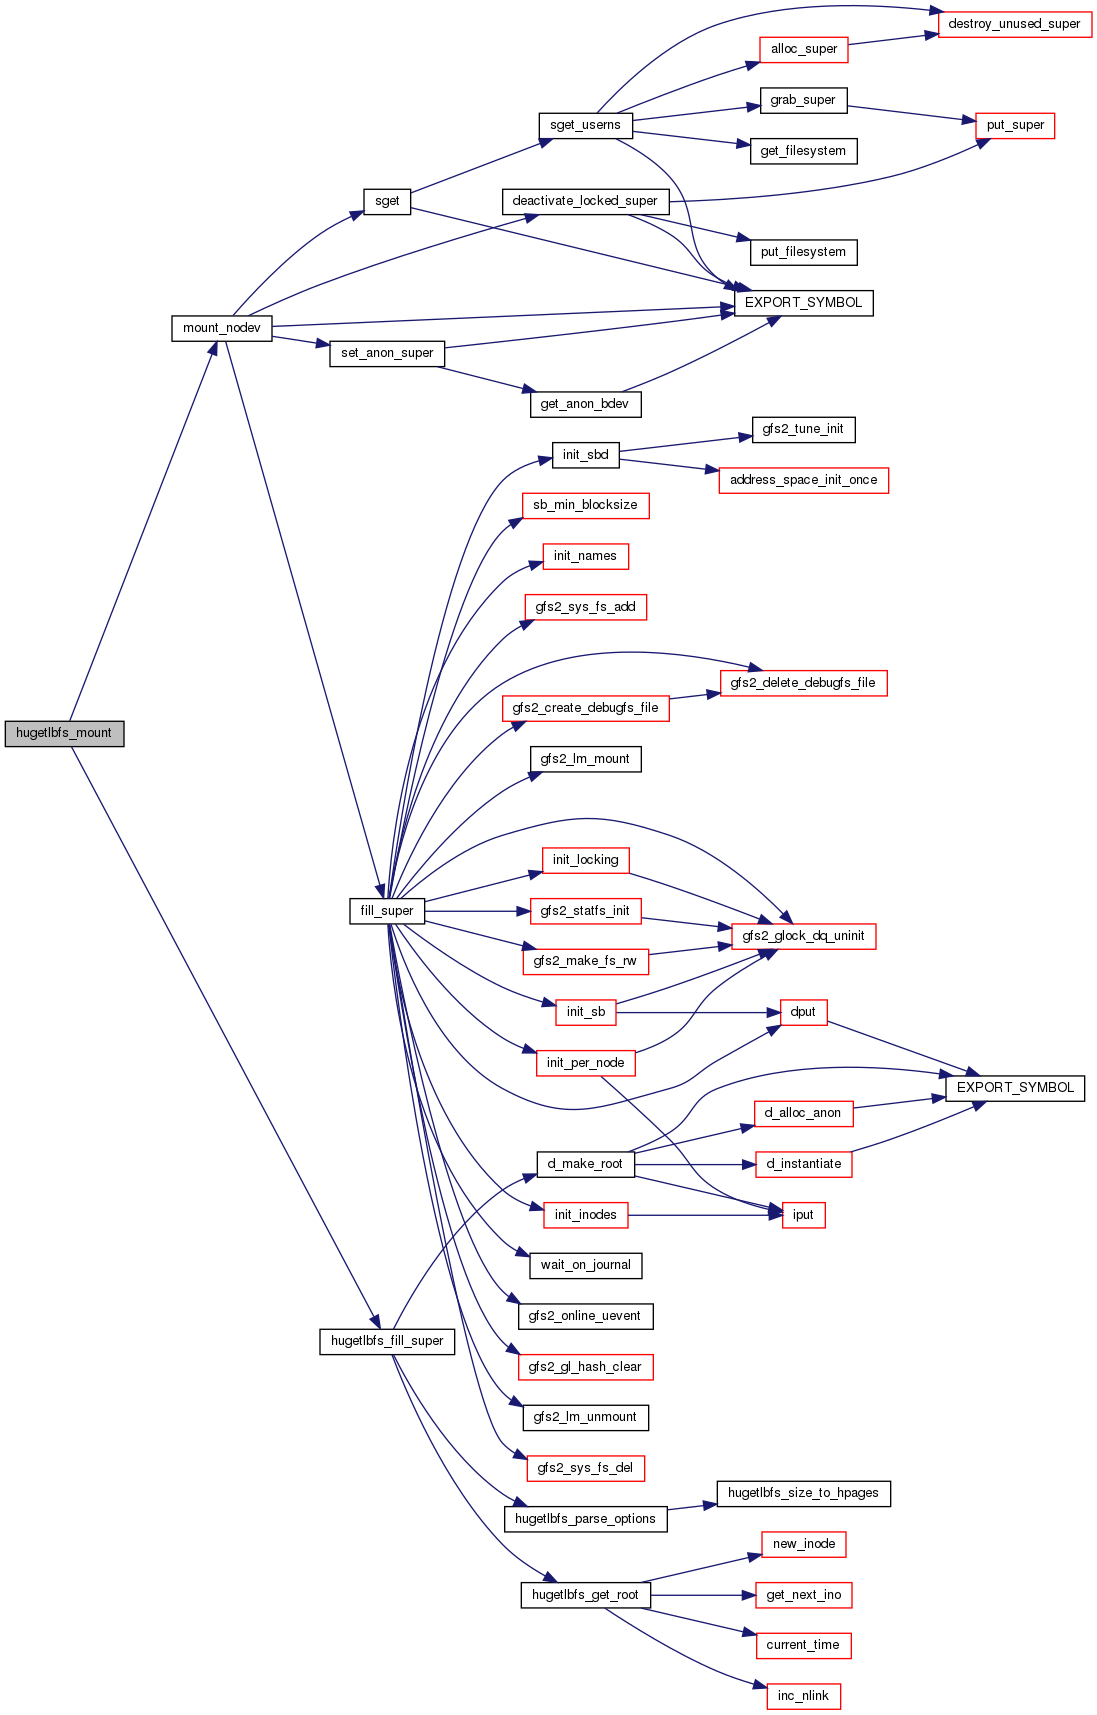 destroy_unused_super
alloc_super
grab_super
sget_userns
put_super
get_filesystem
sget
deactivate_locked_super
put_filesystem
EXPORT_SYMBOL
mount_nodev
set_anon_super
get_anon_bdev
gfs2_tune_init
init_sbd
address_space_init_once
sb_min_blocksize
init_names
gfs2_sys_fs_add
gfs2_delete_debugfs_file
gfs2_create_debugfs_file
hugetlbfs_mount
gfs2_lm_mount
init_locking
fill_super
gfs2_statfs_init
gfs2_glock_dq_uninit
gfs2_make_fs_rw
init_sb
dput
init_per_node
EXPORT_SYMBOL
d_alloc_anon
d_make_root
d_instantiate
init_inodes
iput
wait_on_journal
gfs2_online_uevent
hugetlbfs_fill_super
gfs2_gl_hash_clear
gfs2_lm_unmount
gfs2_sys_fs_del
hugetlbfs_size_to_hpages
hugetlbfs_parse_options
new_inode
hugetlbfs_get_root
get_next_ino
current_time
inc_nlink